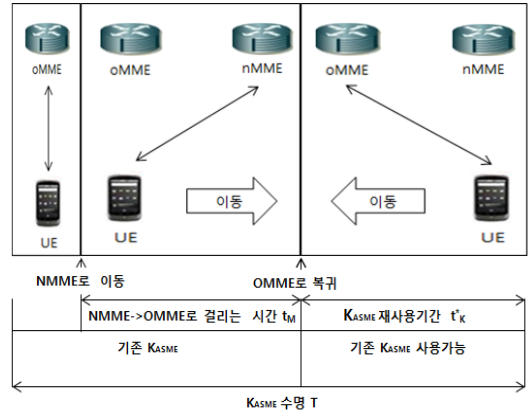 oMME oMME nMME oMME nMME
이동 이동
UE UE UE
NMME로 이동 OMME로 복귀
NMME->OMME로 걸리는 시간 tM KASME 재사용기간 t'K
기존 KASME 기존 KASME 사용가능
KASME 수명 T